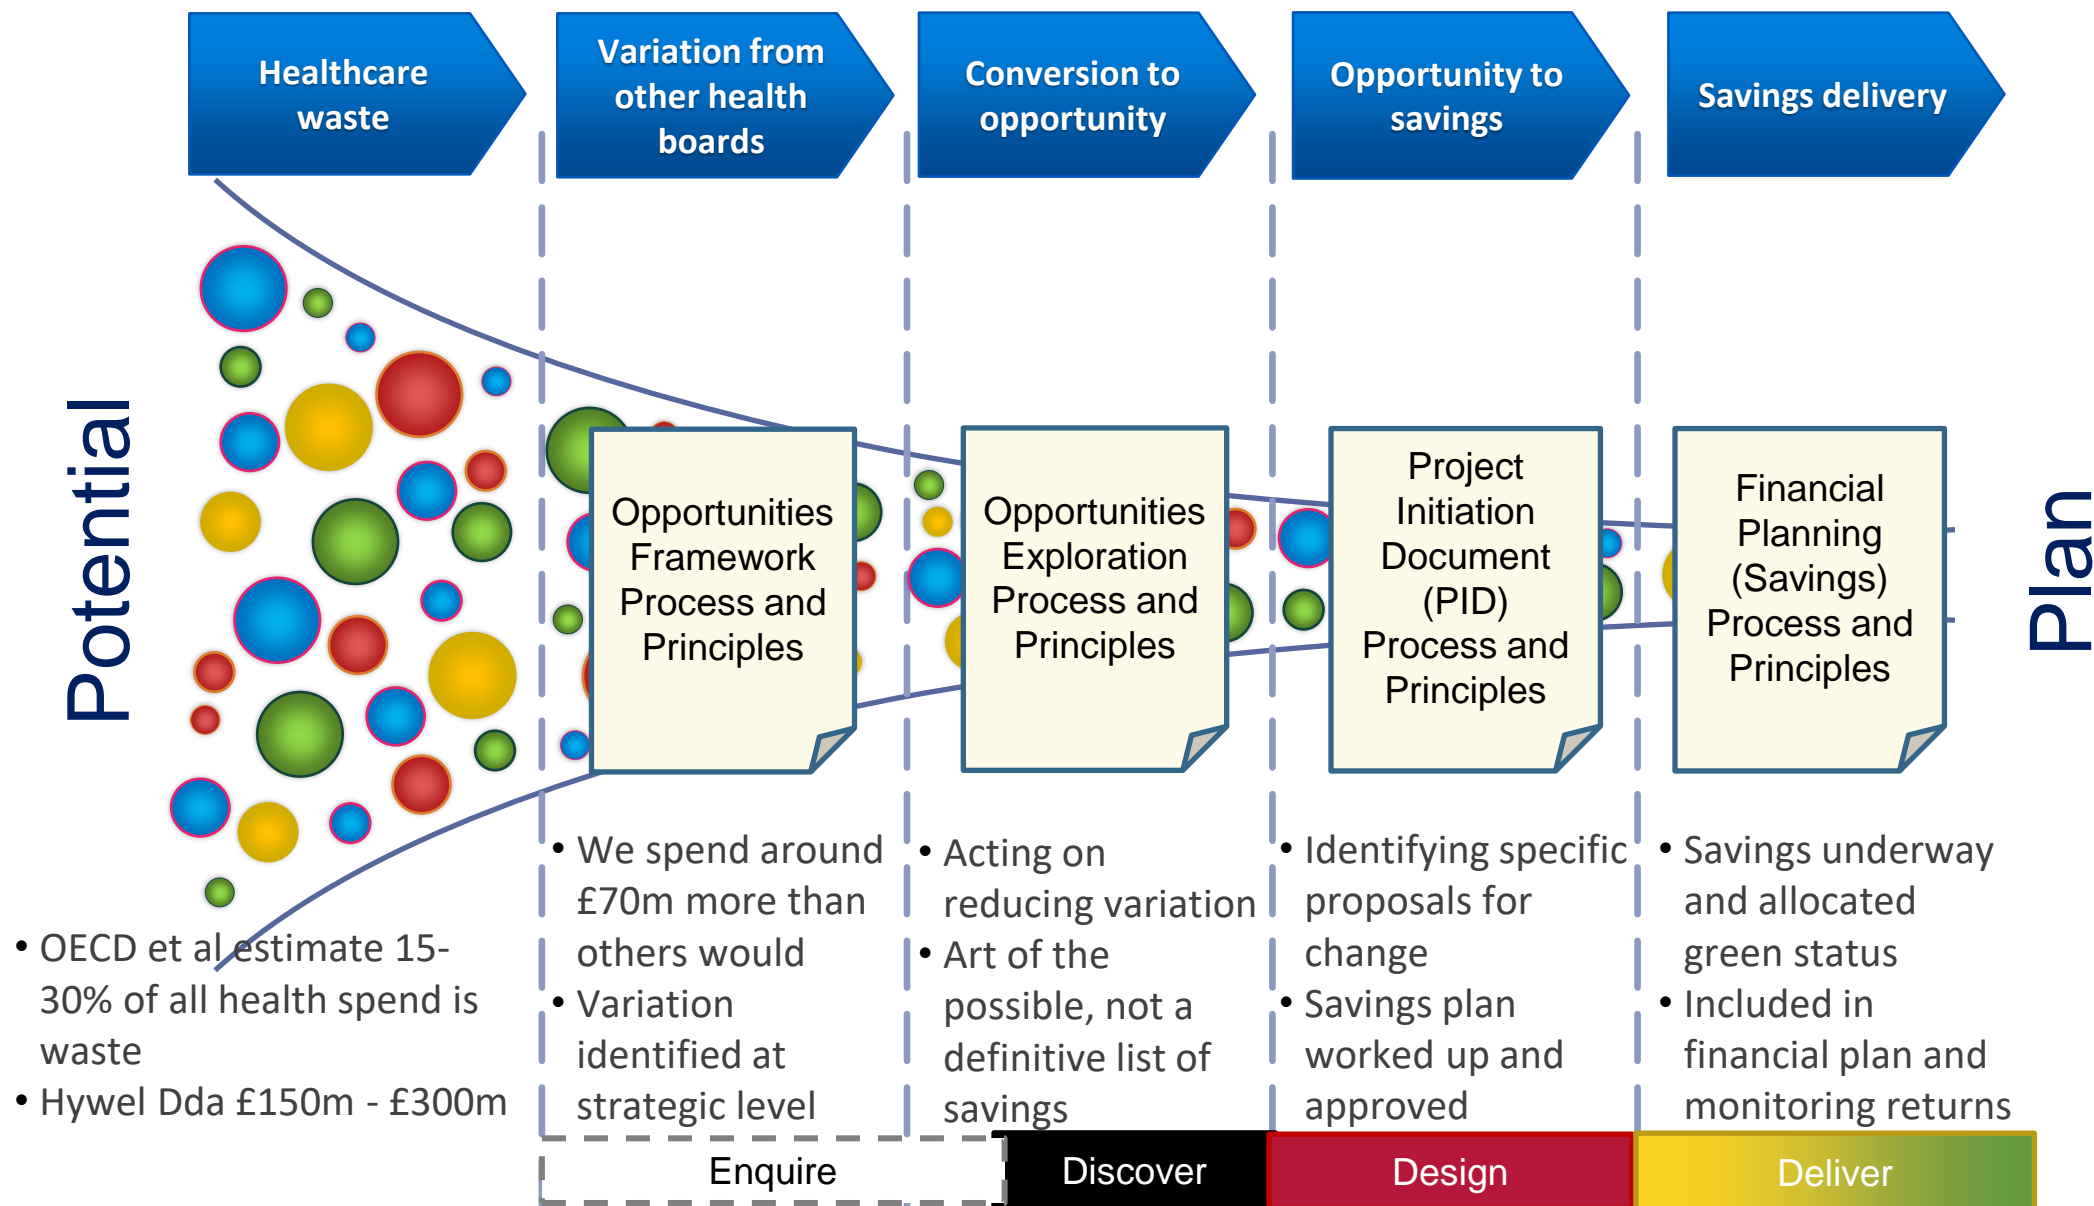 Healthcare
waste
Variation from
other health
boards
Conversion to
opportunity
Opportunity to
savings
Savings delivery
Potential
Opportunities
Framework
Process and
Principles
Opportunities
Exploration
Process and
Principles
Project
Initiation
Document
(PID)
Process and
Principles
Financial
Planning
(Savings)
Process and
Principles
Plan
• OECD et al estimate 15-
30% of all health spend is
waste
• Hywel Dda £150m - £300m
• We spend around
£70m more than
others would
• Variation
identified at
strategic level
• Acting on
reducing variation
• Art of the
possible, not a
definitive list of
savings
• Identifying specific
proposals for
change
• Savings plan
worked up and
approved
• Savings underway
and allocated
green status
• Included in
financial plan and
monitoring returns
Enquire
Discover
Design
Deliver